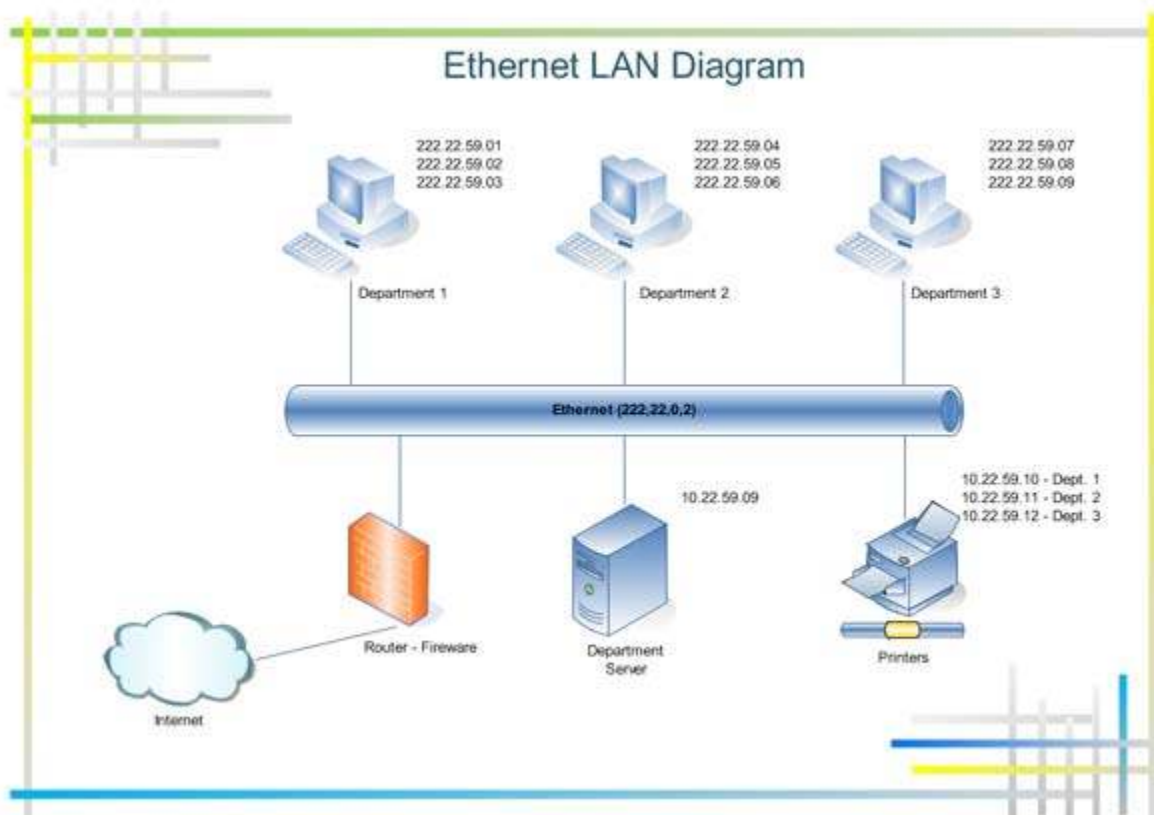 Ethernet LAN Diagram
222.22.59.01
222.22.59.02
222.22.59.03
222.22.59.04
222.22.59.05
222.22.59.06
222.22.59.07
222.22.59.08
222.22.59.09
Department 1
Department 2
Department 3
Ethernet (222,22,0,2)
10.22.59.09
10.22.59.10 - Dept. 1
10.22.59.11 - Dept. 2
10.22.59.12 - Dept. 3
Router - Fireware
Department
Server
Printers
Internet